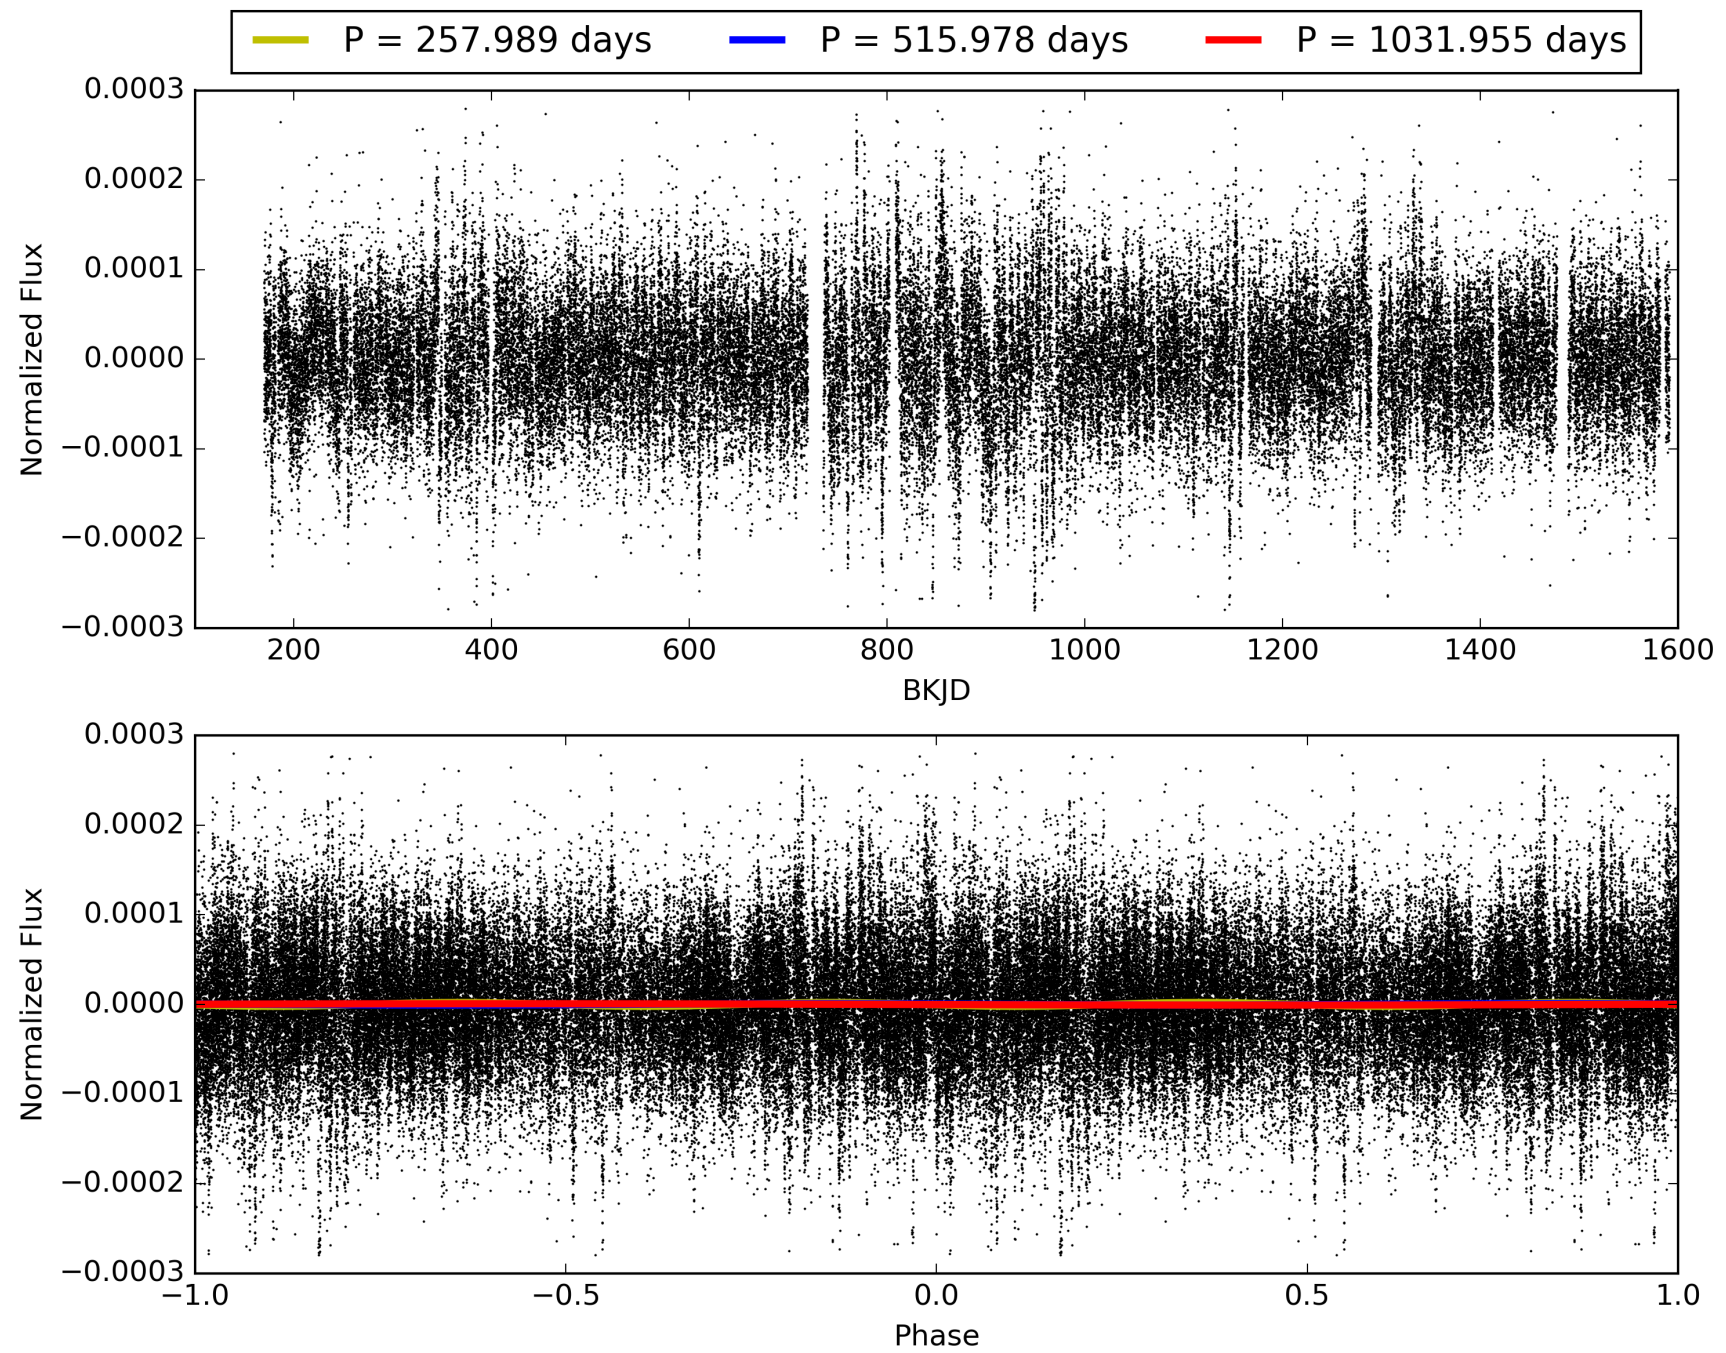 P = 257.989 days P = 515.978 days P = 1031.955 days
0.0003
0.0002
0.0001
0.0000
−0.0001
−0.0002
−0.0003
Normalized Flux
200 400 600 800 1000 1200 1400 1600
BKJD
0.0003
0.0002
0.0001
0.0000
−0.0001
−0.0002
−0.0003
Normalized Flux
−1.0 −0.5 0.0 0.5 1.0
Phase